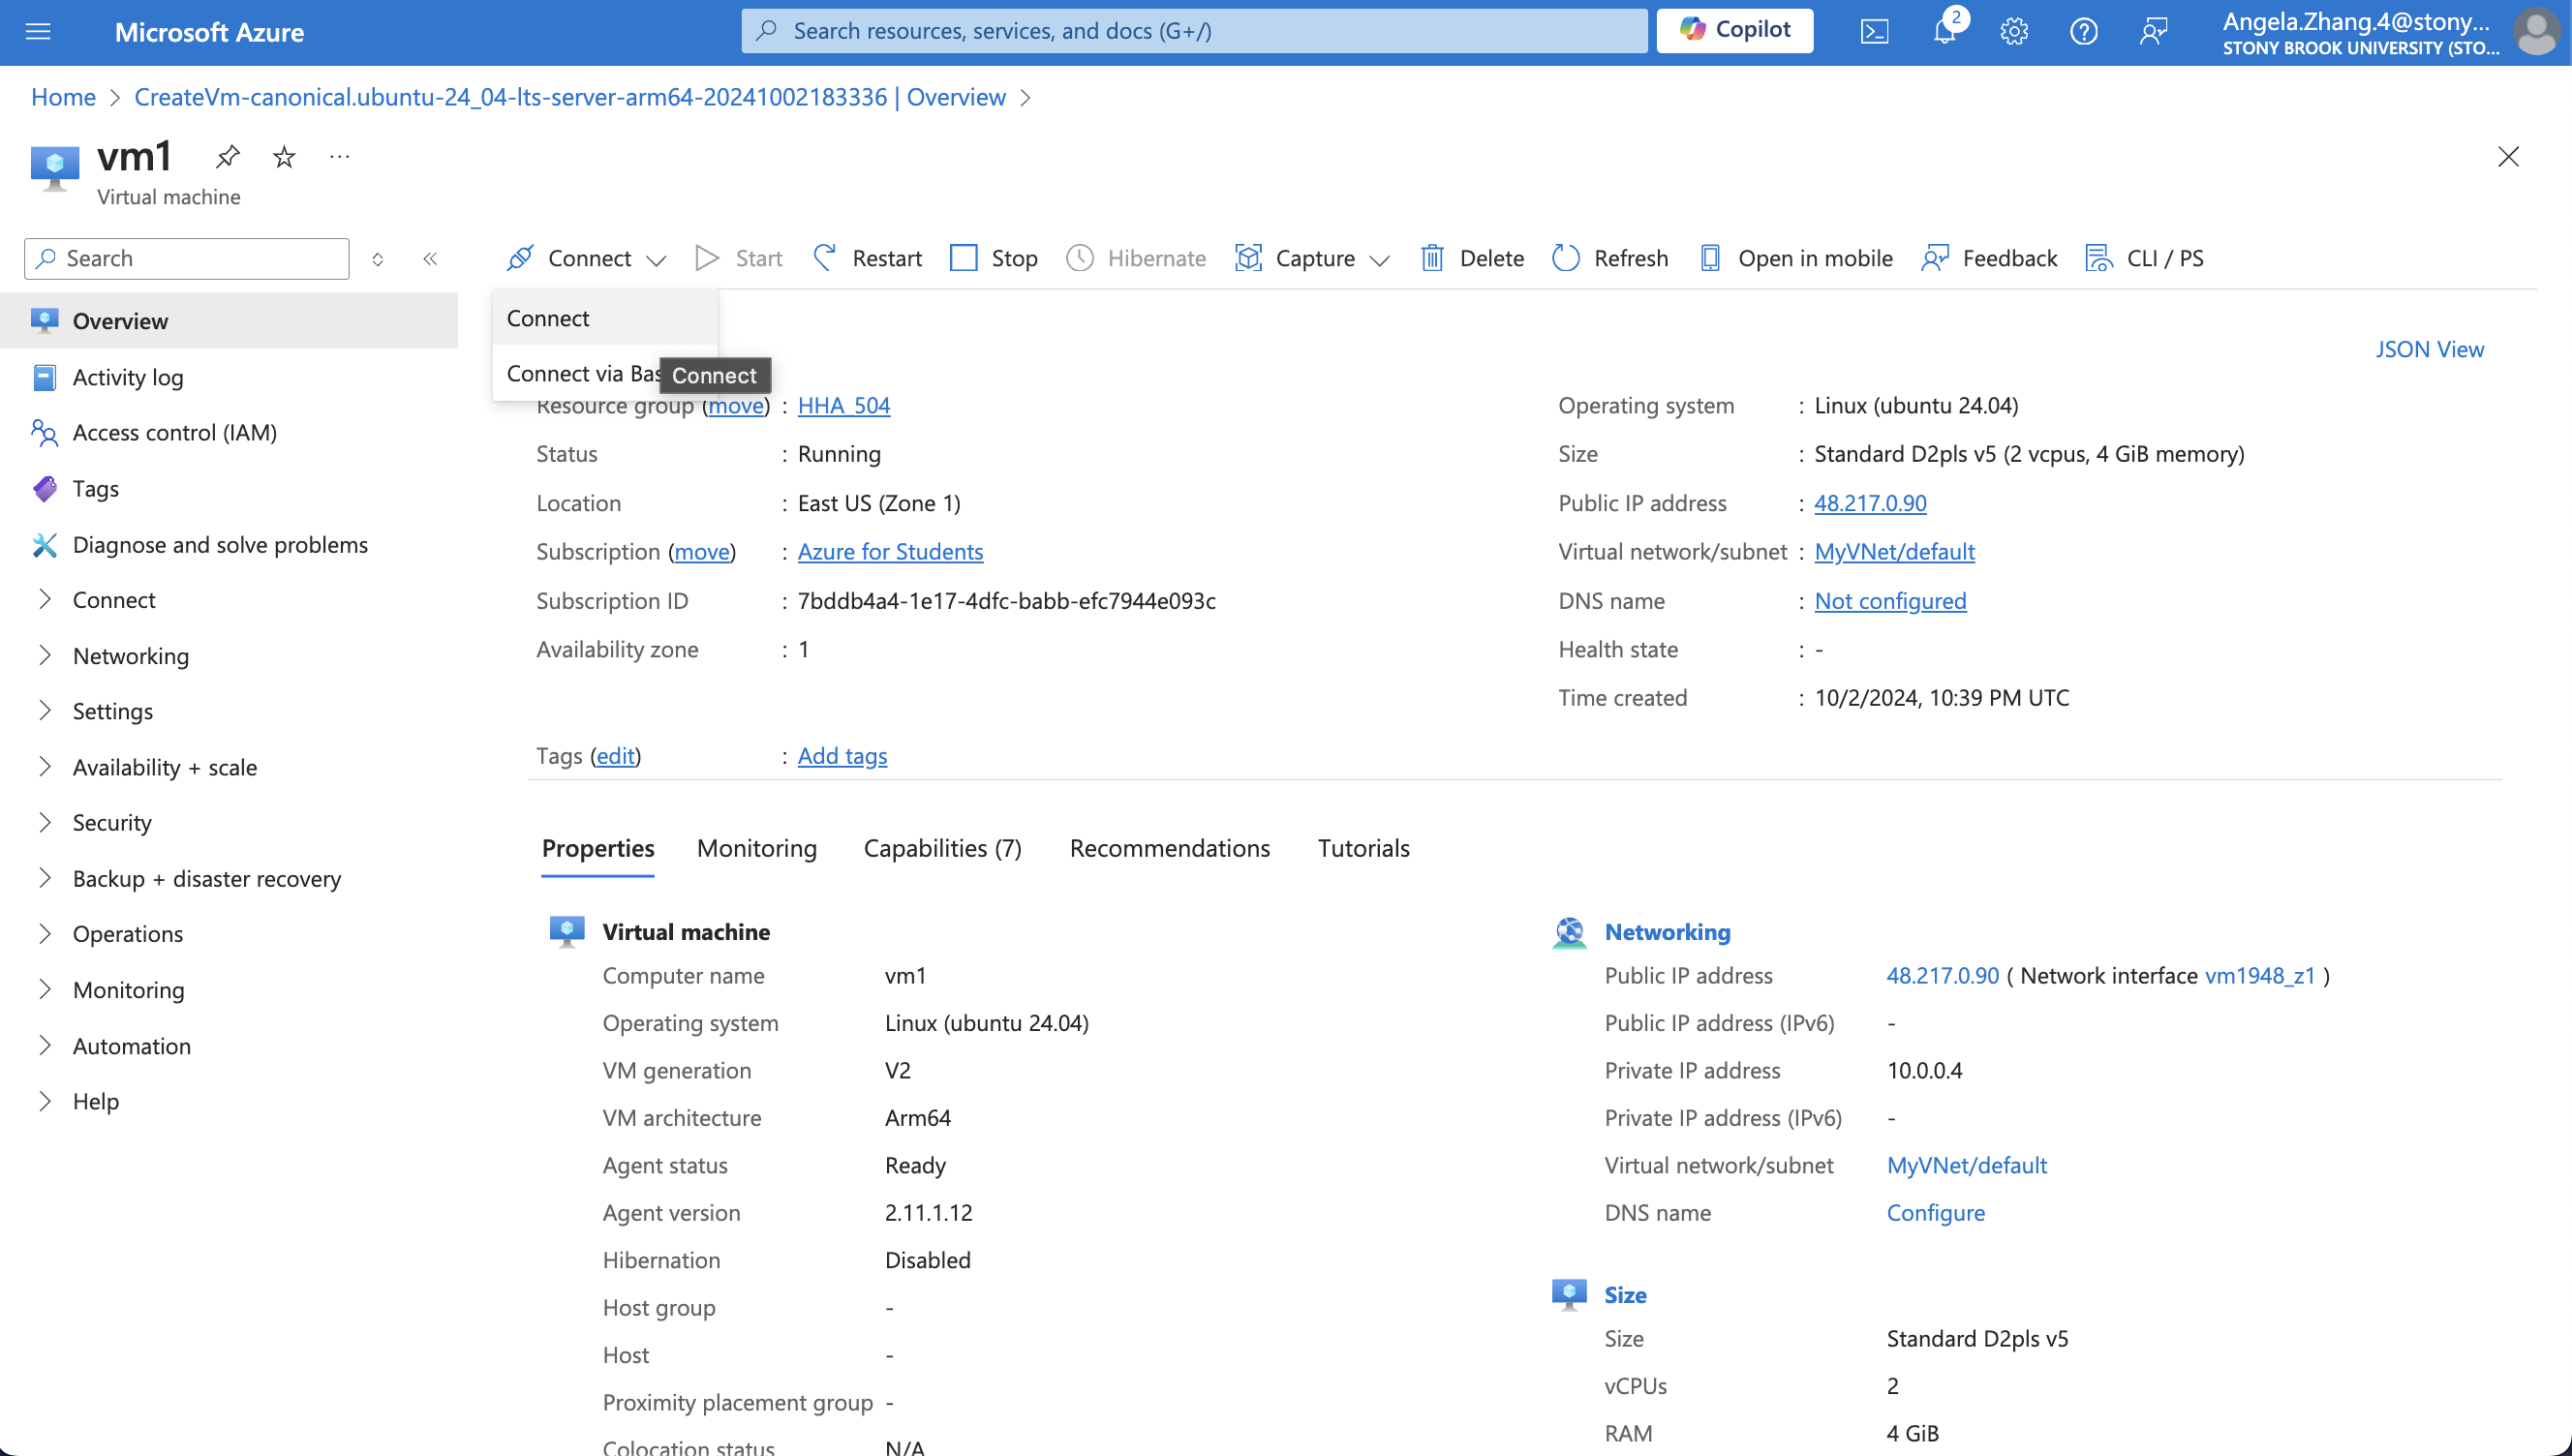 Microsoft Azure
Search resources, services, and docs (G+/)
Copilot
2
Angela.Zhang.4@stony...
STONY BROOK UNIVERSITY (STO...
Home > CreateVm-canonical.ubuntu-24_04-lts-server-arm64-20241002183336 | Overview >
vm1
...
Virtual machine
Search
Connect
Start
Restart
Stop
Hibernate
Capture
Delete
Refresh
Open in mobile
Feedback
CLI / PS
Overview
Activity log
Access control (IAM)
Tags
Diagnose and solve problems
Connect
Networking
Settings
Availability + scale
Security
Backup + disaster recovery
Operations
Monitoring
Automation
Help
Connect
Connect via Bas
Connect
JSON View
Resource group (move) : HHA_504
Status : Running
Location : East US (Zone 1)
Subscription (move) : Azure for Students
Subscription ID : 7bddb4a4-1e17-4dfc-babb-efc7944e093c
Availability zone : 1
Operating system : Linux (ubuntu 24.04)
Size : Standard D2pls v5 (2 vcpus, 4 GiB memory)
Public IP address : 48.217.0.90
Virtual network/subnet : MyVNet/default
DNS name : Not configured
Health state : -
Time created : 10/2/2024, 10:39 PM UTC
Tags (edit) : Add tags
Properties
Monitoring
Capabilities (7)
Recommendations
Tutorials
Virtual machine
Computer name vm1
Operating system Linux (ubuntu 24.04)
VM generation V2
VM architecture Arm64
Agent status Ready
Agent version 2.11.1.12
Hibernation Disabled
Host group -
Host -
Proximity placement group -
Colocation status N/A
Networking
Public IP address 48.217.0.90 ( Network interface vm1948_z1 )
Public IP address (IPv6) -
Private IP address 10.0.0.4
Private IP address (IPv6) -
Virtual network/subnet MyVNet/default
DNS name Configure
Size
Size Standard D2pls v5
vCPUs 2
RAM 4 GiB